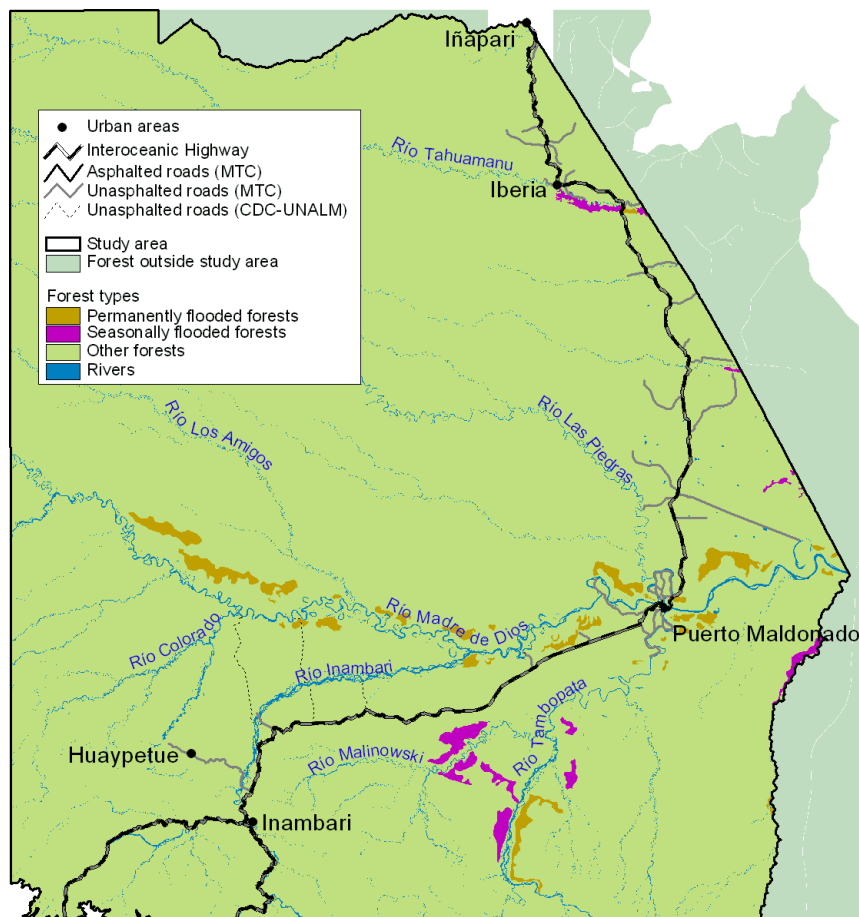 Iñapari
Urban areas
Interoceanic Highway
Asphalted roads (MTC)
Unasphalted roads (MTC)
Unasphalted roads (CDC-UNALM)
Study area
Forest outside study area
Forest types
Permanently flooded forests
Seasonally flooded forests
Other forests
Rivers
Río Tahuamanu
Iberia
Río Los Amigos
Río Las Piedras
Río Madre de Dios
Puerto Maldonado
Río Colorado
Río Inambari
Río Tambopata
Huaypetue
Río Malinowski
Inambari